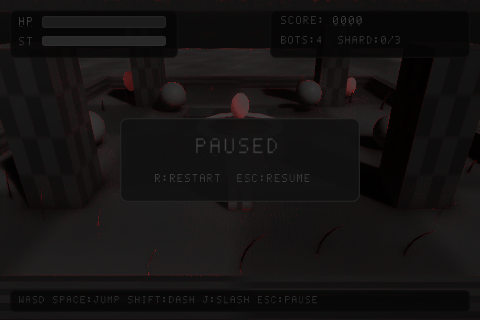 HP
ST
SCORE: 0000
BOTS:4 SHARD:0/3
PAUSED
R:RESTART ESC:RESUME
WASD SPACE:JUMP SHIFT:DASH J:SLASH ESC:PAUSE